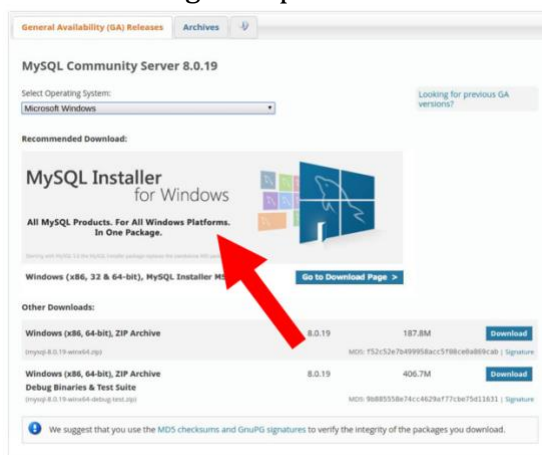 General Availability (GA) Releases
Archives
MySQL Community Server 8.0.19
Select Operating System:
Looking for previous GA
versions?
Microsoft Windows
Recommended Download:
MySQL Installer
for Windows
All MySQL Products. For All Windows Platforms.
In One Package.
Windows (x86, 32 & 64-bit), MySQL Installer MS
Go to Download Page >
Other Downloads:
Windows (x86, 64-bit), ZIP Archive
8.0.19
187.8M
Download
(mysql-8.0.19-winx64.zip)
MD5: | Signature
Windows (x86, 64-bit), ZIP Archive
8.0.19
406.7M
Download
Debug Binaries & Test Suite
(mysql-8.0.19-winx64-debug-test.zip)
MD5: | Signature
We suggest that you use the MD5 checksums and GnuPG signatures to verify the integrity of the packages you download.